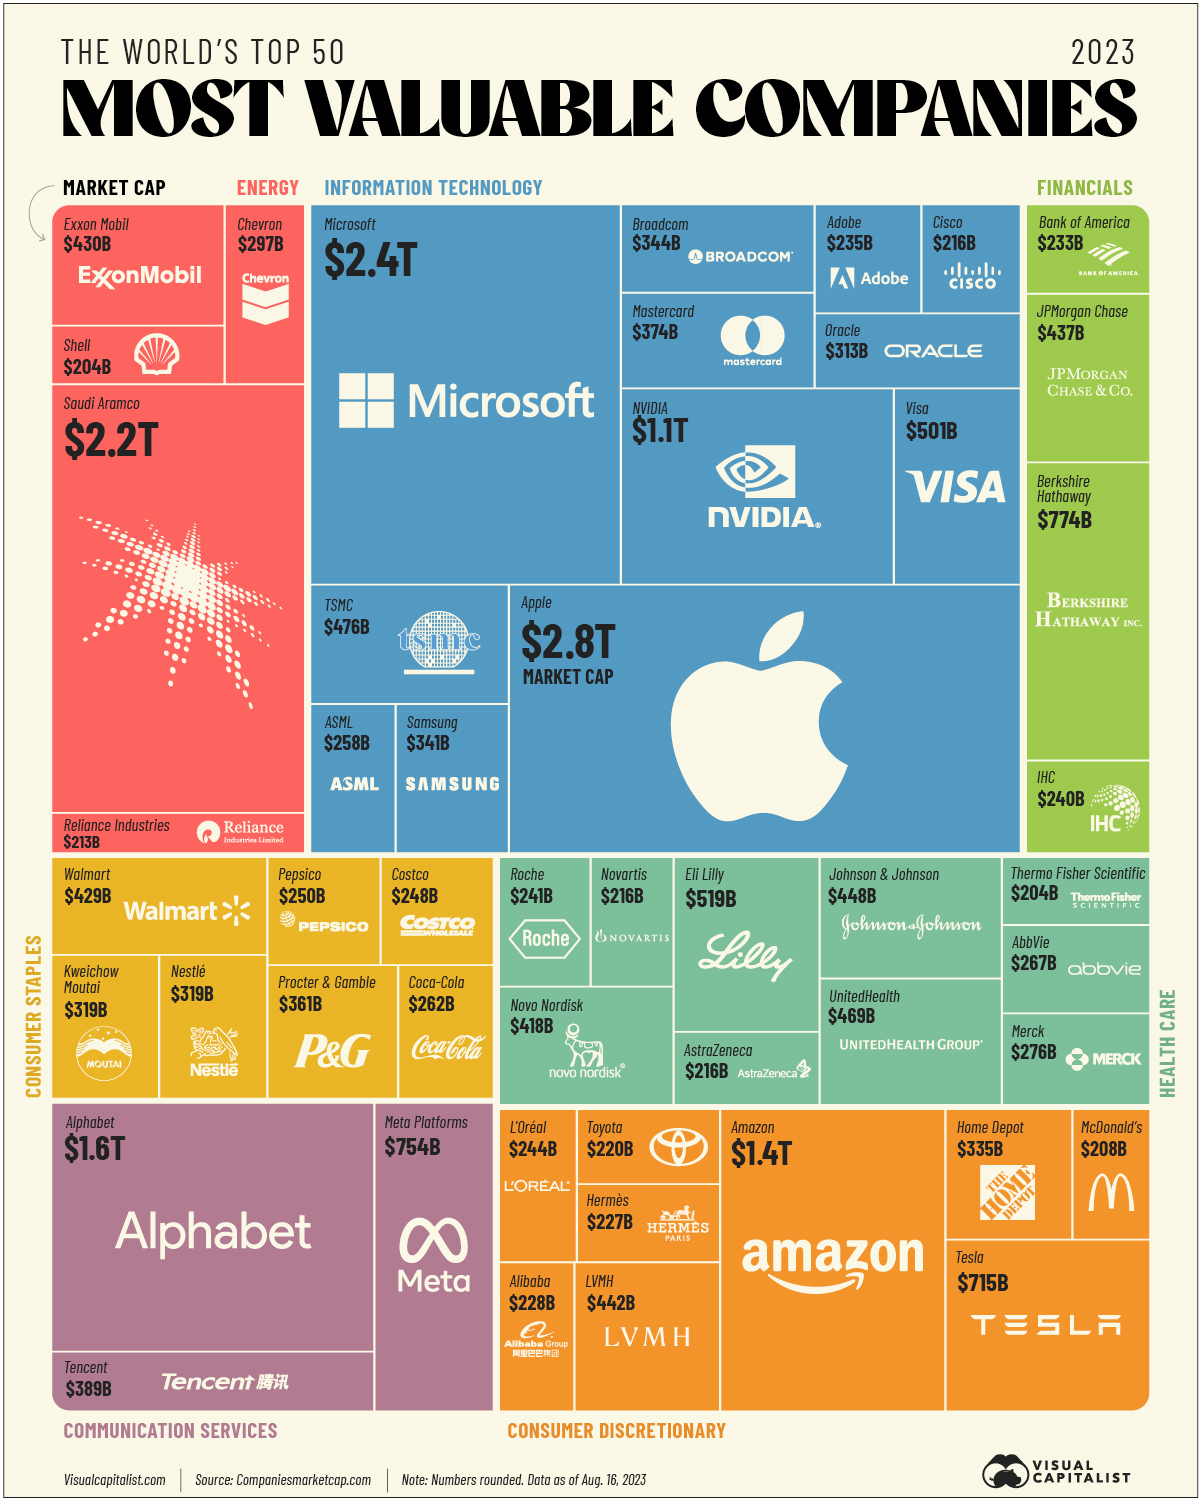 THE WORLD'S TOP 50
2023
MOST VALUABLE COMPANIES
MARKET CAP
ENERGY
INFORMATION TECHNOLOGY
FINANCIALS
Exxon Mobil
$430B
ExxonMobil
Chevron
$297B
Chevron
Shell
$204B
Saudi Aramco
$2.2T
Reliance Industries
$213B
Reliance
Industries Limited
Microsoft
$2.4T
Microsoft
Broadcom
$344B
BROADCOM
Adobe
$235B
Adobe
Cisco
$216B
CISCO
Mastercard
$374B
mastercard
Oracle
$313B
ORACLE
NVIDIA
$1.1T
NVIDIA®
Visa
$501B
VISA
TSMC
$476B
tsmc
Apple
$2.8T
MARKET CAP
ASML
$258B
ASML
Samsung
$341B
SAMSUNG
Bank of America
$233B
BANK OF AMERICA
JPMorgan Chase
$437B
JPMORGAN
CHASE & CO.
Berkshire
Hathaway
$774B
BERKSHIRE
HATHAWAY INC.
IHC
$240B
IHC
CONSUMER STAPLES
Walmart
$429B
Walmart
Pepsico
$250B
PEPSICO
Costco
$248B
COSTCO
WHOLESALE
Kweichow
Moutai
$319B
MOUTAI
Nestlé
$319B
Nestlé
Procter & Gamble
$361B
P&G
Coca-Cola
$262B
Coca-Cola
HEALTH CARE
Roche
$241B
Roche
Novartis
$216B
NOVARTIS
Eli Lilly
$519B
Lilly
Johnson & Johnson
$448B
Johnson&Johnson
Thermo Fisher Scientific
$204B
ThermoFisher
SCIENTIFIC
AbbVie
$267B
abbvie
Novo Nordisk
$418B
novo nordisk®
AstraZeneca
$216B
AstraZeneca
UnitedHealth
$469B
UNITEDHEALTH GROUP
Merck
$276B
MERCK
Alphabet
$1.6T
Alphabet
Meta Platforms
$754B
Meta
Tencent
$389B
Tencent 腾讯
L'Oréal
$244B
L'ORÉAL
Toyota
$220B
Hermès
$227B
HERMÈS
PARIS
Amazon
$1.4T
amazon
Home Depot
$335B
THE
HOME
DEPOT
McDonald's
$208B
Alibaba
$228B
Alibaba Group
阿里巴巴集団
LVMH
$442B
LVMH
Tesla
$715B
TESLA
COMMUNICATION SERVICES
CONSUMER DISCRETIONARY
Visualcapitalist.com
Source: Companiesmarketcap.com
Note: Numbers rounded. Data as of Aug. 16, 2023
VISUAL
CAPITALIST